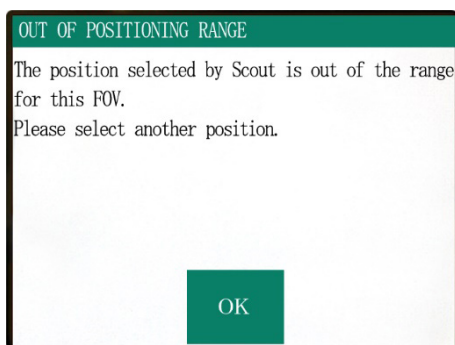 OUT OF POSITIONING RANGE
The position selected by Scout is out of the range
for this FOV.
Please select another position.
OK